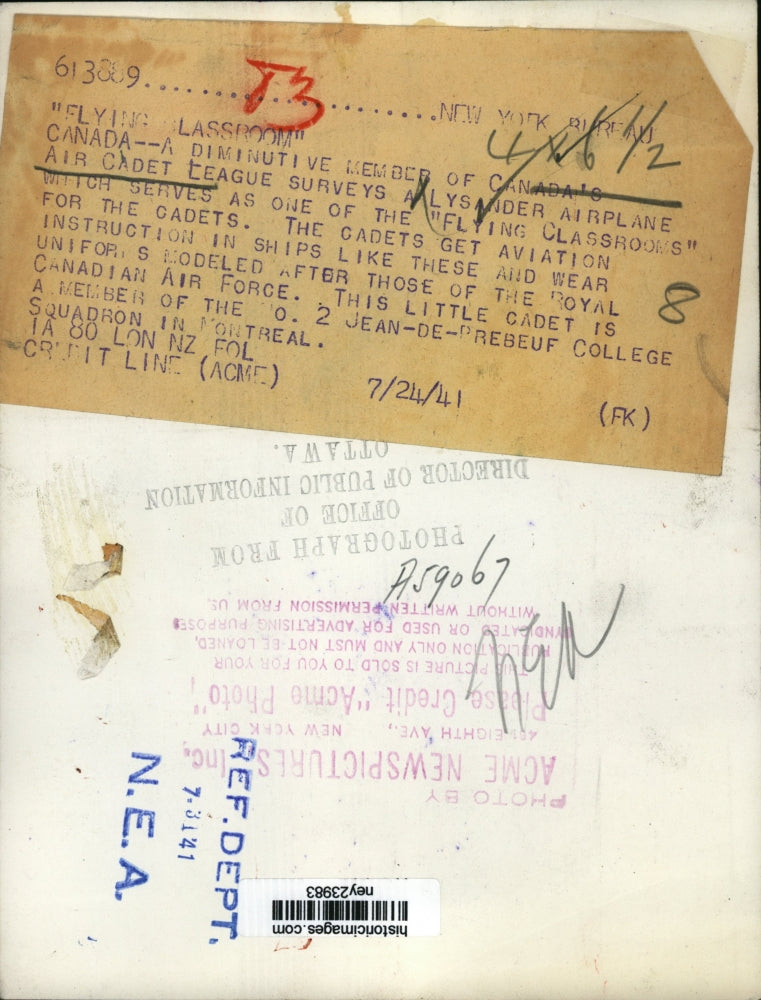 613889....................NEW YORK BUREAU
83
4 x 6 1/2
"FLYING CLASSROOM"
CANADA--A DIMINUTIVE MEMBER OF CANADA'S
AIR CADET LEAGUE SURVEYS A LYSANDER AIRPLANE
WHICH SERVES AS ONE OF THE "FLYING CLASSROOMS"
FOR THE CADETS. THE CADETS GET AVIATION
INSTRUCTION IN SHIPS LIKE THESE AND WEAR
UNIFORMS MODELED AFTER THOSE OF THE ROYAL
CANADIAN AIR FORCE. THIS LITTLE CADET IS
A MEMBER OF THE NO. 2 JEAN-DE-BREBEUF COLLEGE
SQUADRON IN MONTREAL.
IA 80 LON NZ FOL
CREDIT LINE (ACME) 7/24/41 (FK)
8
PHOTOGRAPH FROM
OFFICE OF
DIRECTOR OF PUBLIC INFORMATION
OTTAWA.
A59067
PHOTO BY
ACME NEWSPICTURES, Inc.
461 EIGHTH AVE., NEW YORK CITY
Please Credit "Acme Photo",
THIS PICTURE IS SOLD TO YOU FOR YOUR
PUBLICATION ONLY AND MUST NOT BE LOANED,
SYNDICATED OR USED FOR ADVERTISING PURPOSES
WITHOUT WRITTEN PERMISSION FROM US.
REF. DEPT.
7-3141
N.E.A.
historicimages.com
ney23983